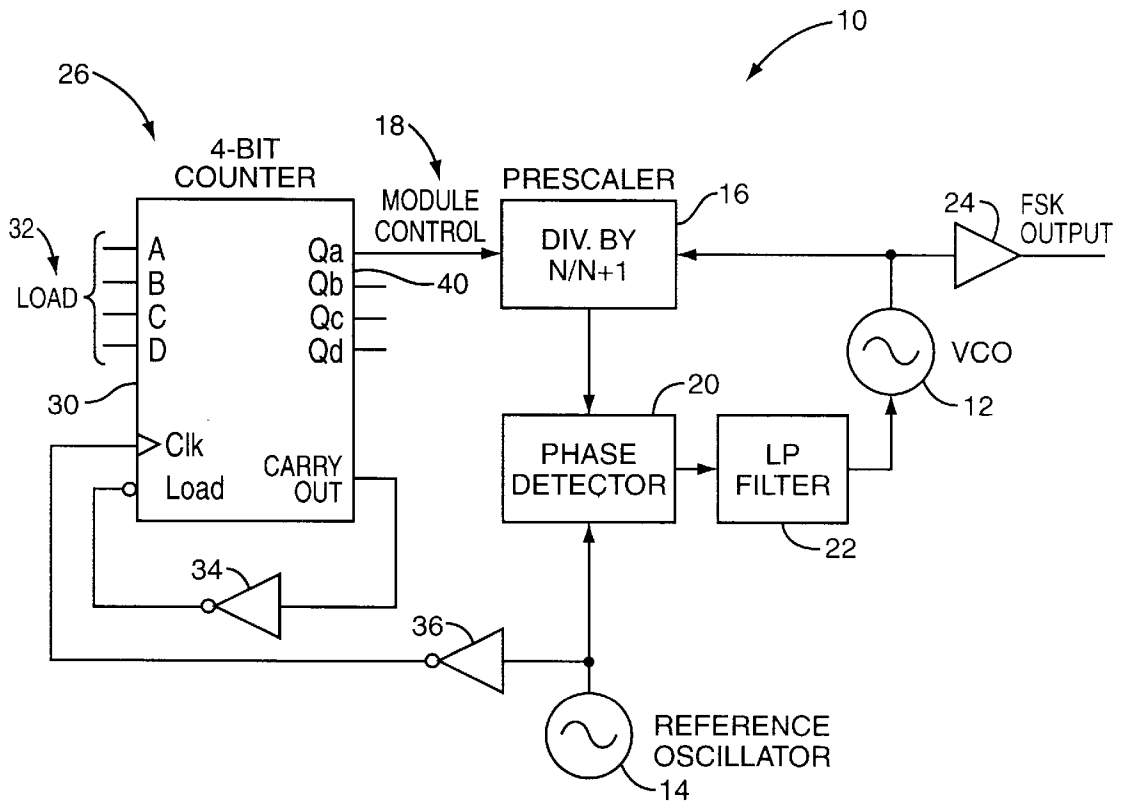 10
26
4-BIT
COUNTER
18
MODULE
CONTROL
PRESCALER
16
24
FSK
OUTPUT
32
LOAD
A
B
C
D
Qa
Qb
Qc
Qd
40
DIV. BY
N/N+1
VCO
12
30
Clk
Load
CARRY
OUT
20
PHASE
DETECTOR
LP
FILTER
22
34
36
REFERENCE
OSCILLATOR
14